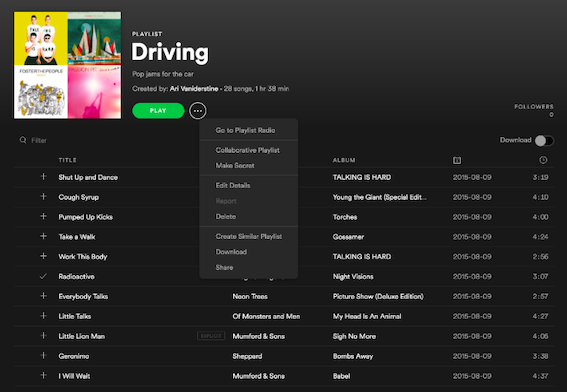 PLAYLIST
Driving
Pop jams for the car
Created by: Ari Vanderstine • 28 songs, 1 hr 38 min
PLAY
FOLLOWERS
0
Filter
Download
Go to Playlist Radio
Collaborative Playlist
Make Secret
Edit Details
Report
Delete
Create Similar Playlist
Download
Share
TITLE ALBUM
Shut Up and Dance TALKING IS HARD 2015-08-09 3:19
Cough Syrup Young the Giant (Special Edit... 2015-08-09 4:10
Pumped Up Kicks Torches 2015-08-09 4:00
Take a Walk Gossamer 2015-08-09 4:24
Work This Body TALKING IS HARD 2015-08-09 2:56
Radioactive Night Visions 2015-08-09 3:07
Everybody Talks Neon Trees Picture Show (Deluxe Edition) 2015-08-09 2:57
Little Talks Of Monsters and Men My Head Is An Animal 2015-08-09 4:27
Little Lion Man EXPLICIT Mumford & Sons Sigh No More 2015-08-09 4:05
Geronimo Sheppard Bombs Away 2015-08-09 3:38
I Will Wait Mumford & Sons Babel 2015-08-09 4:37